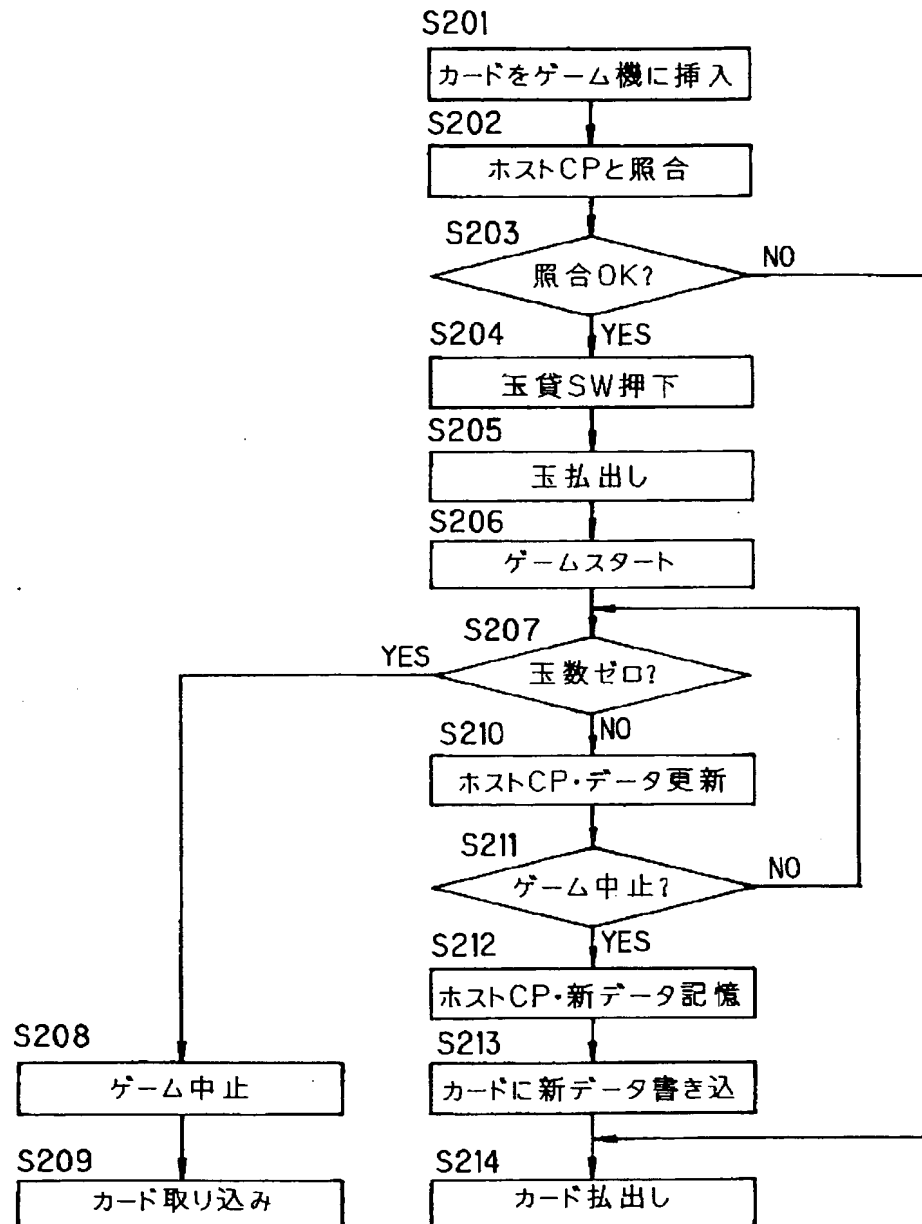 S201
カードをゲーム機に挿入
S202
ホストCPと照合
S203
照合OK?
NO
YES
S204
玉貸SW押下
S205
玉払出し
S206
ゲームスタート
S207
YES
玉数ゼロ?
NO
S210
ホストCP・データ更新
S211
ゲーム中止?
NO
YES
S212
ホストCP・新データ記憶
S208
ゲーム中止
S213
カードに新データ書き込
S209
カード取り込み
S214
カード払出し